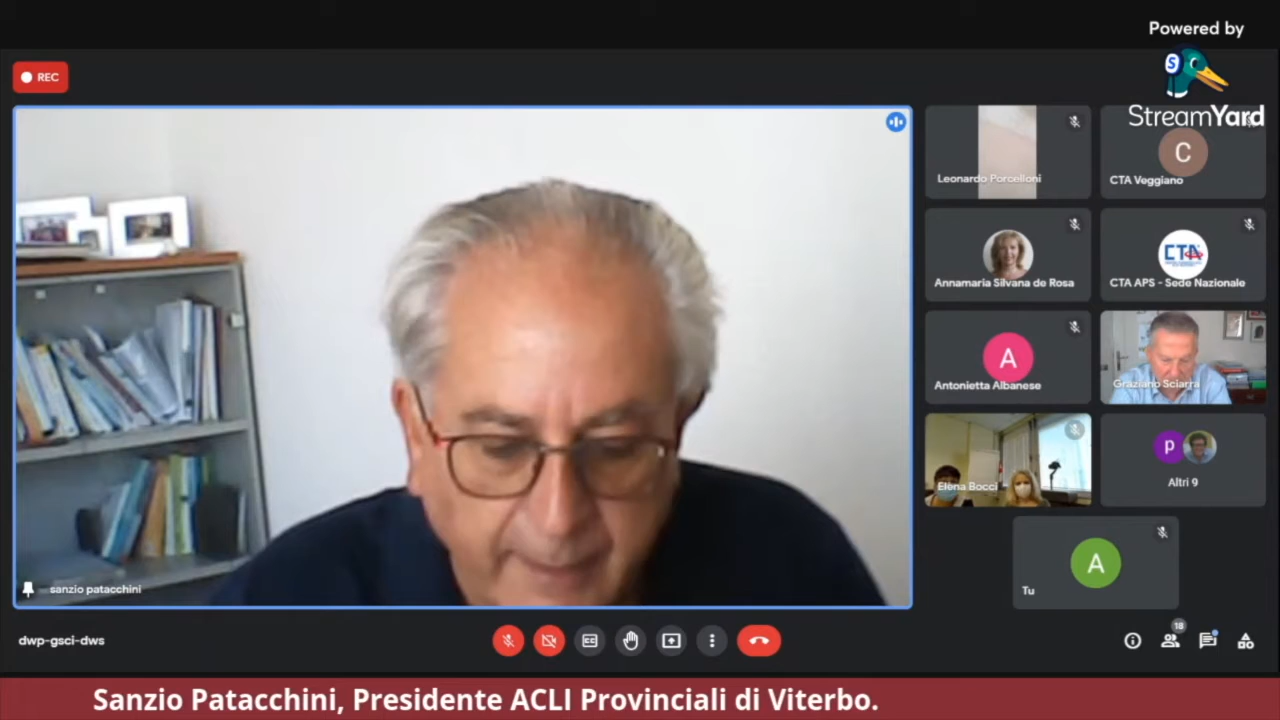 Powered by
S
StreamYard
REC
Leonardo Porcelloni
C
CTA Veggiano
Annamaria Silvana de Rosa
CTA
CTA APS - Sede Nazionale
A
Antonietta Albanese
Graziano Sciarra
Elena Bocci
p
Altri 9
A
Tu
sanzio patacchini
dwp-gsci-dws
CC
18
Sanzio Patacchini, Presidente ACLI Provinciali di Viterbo.